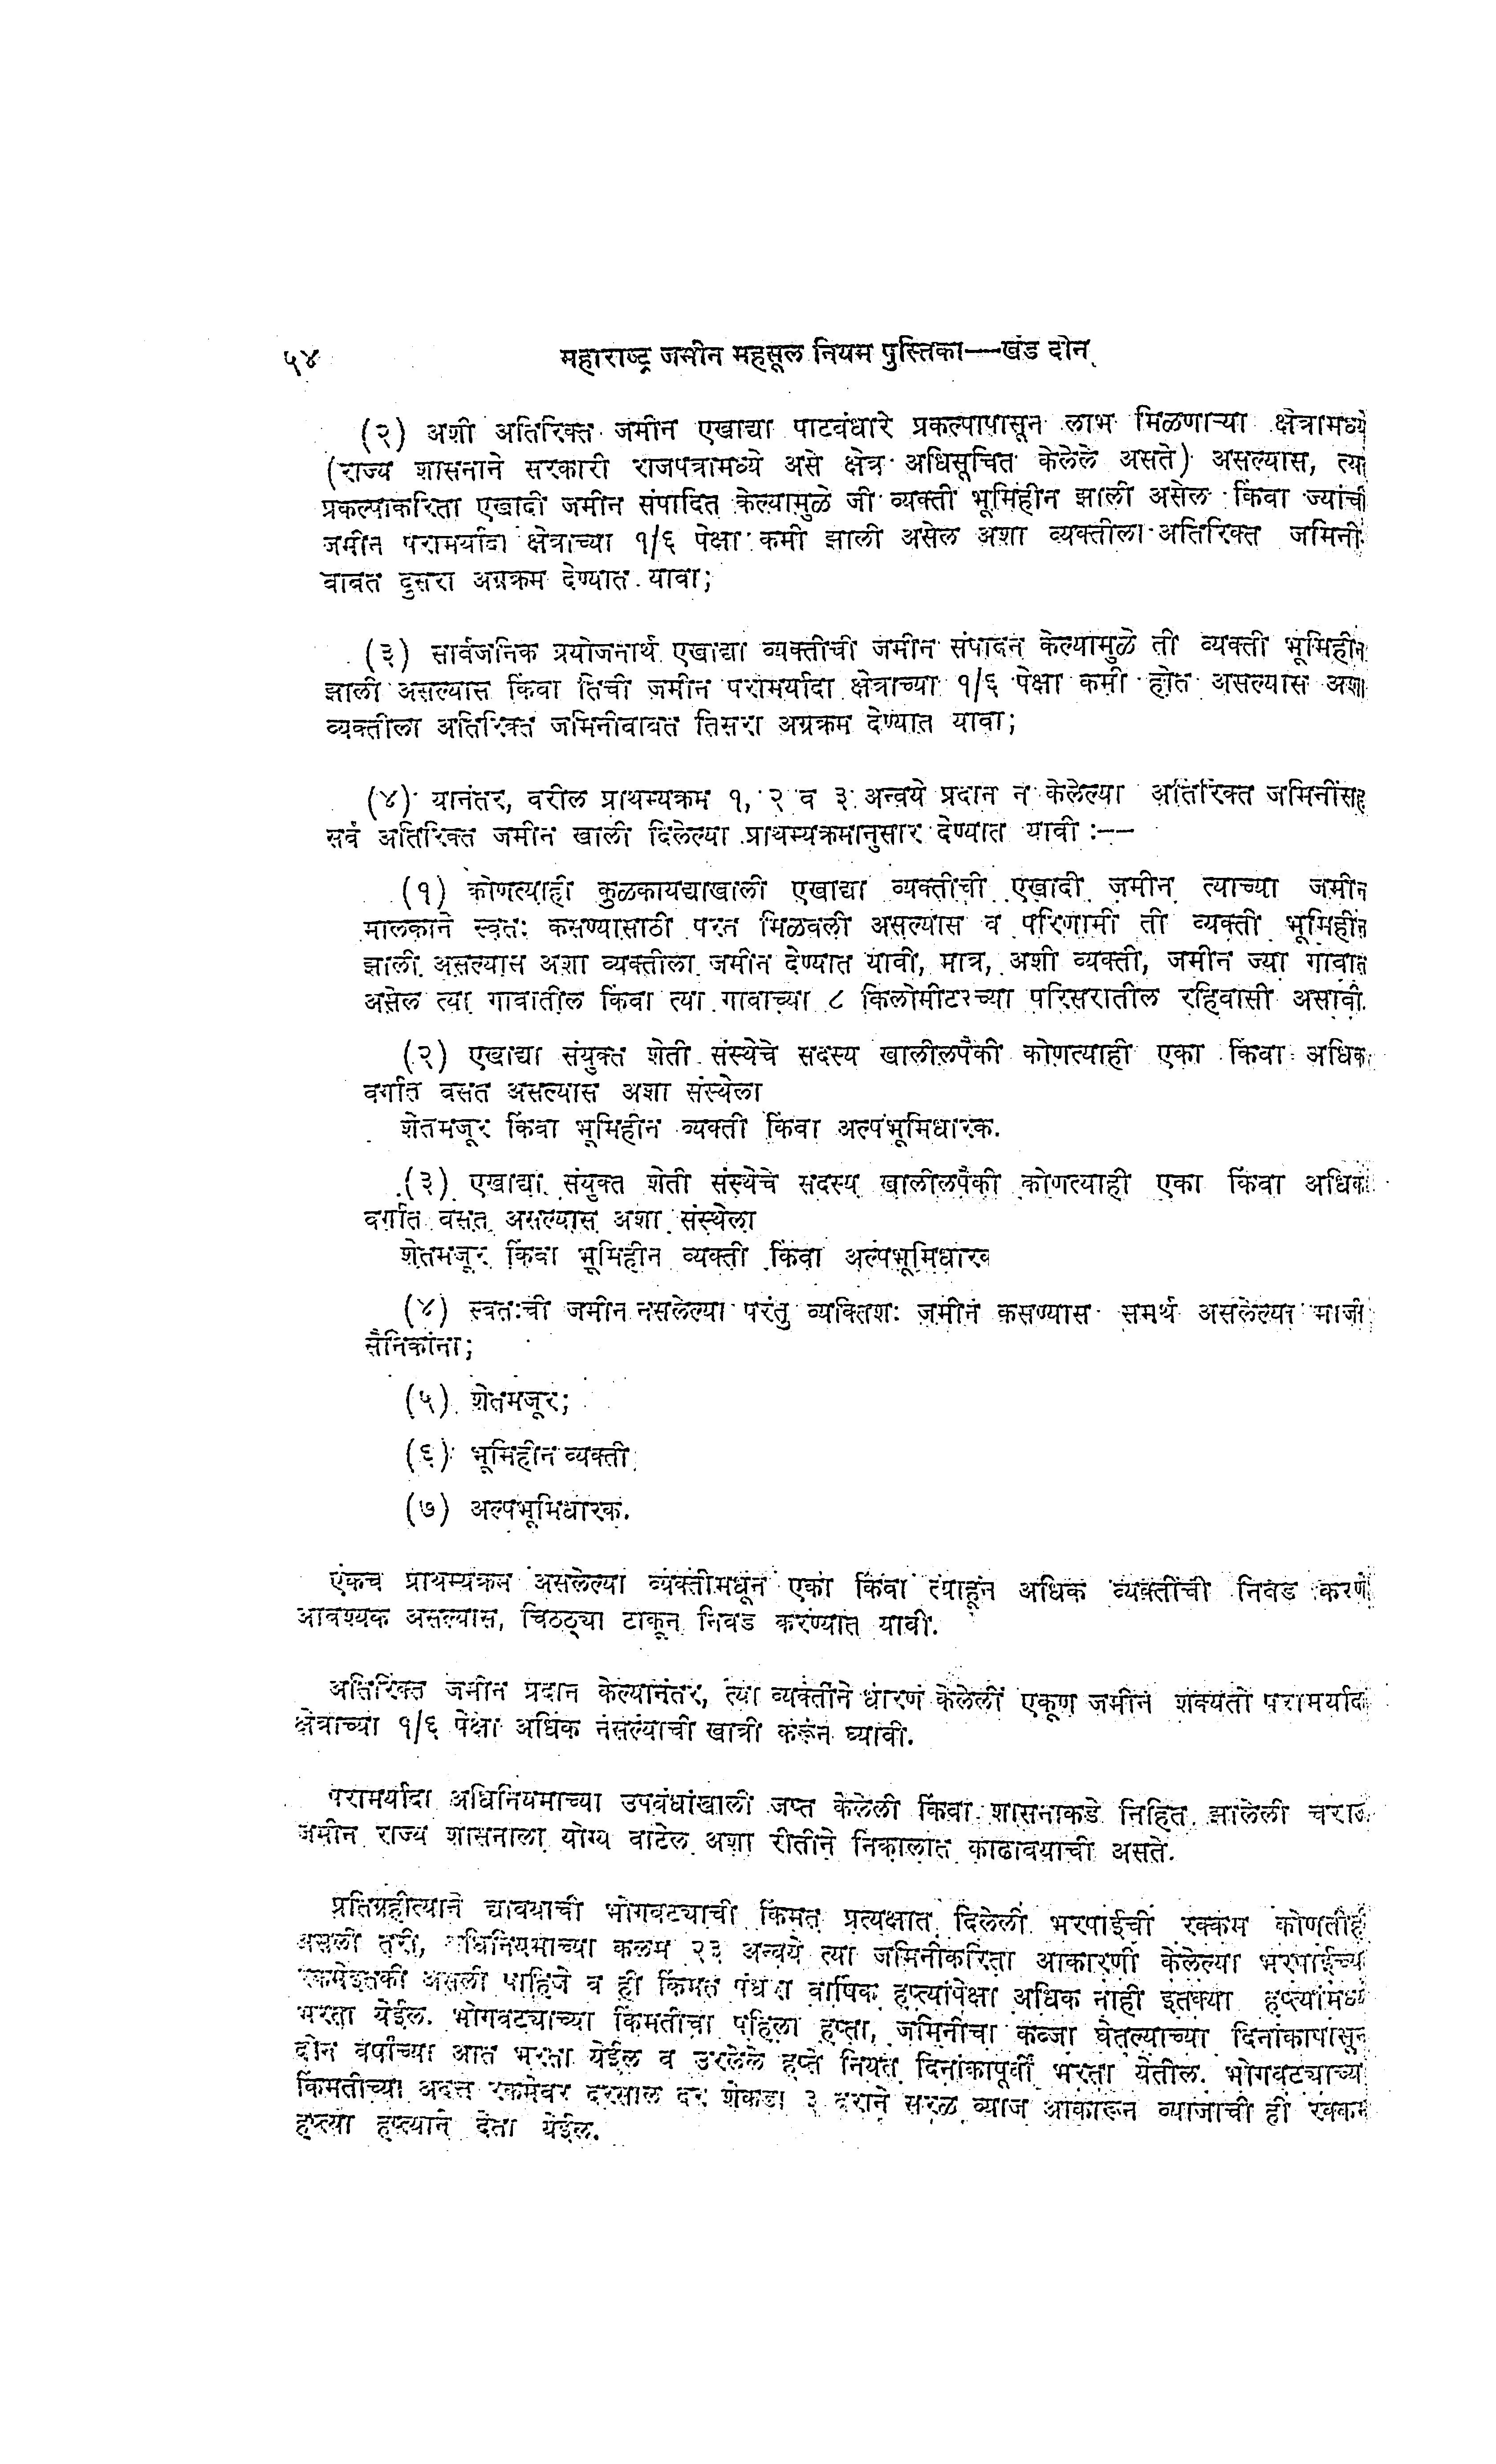 ५४ महाराष्ट्र जमीन महसूल नियम पुस्तिका—खंड दोन
(२) अशी अतिरिक्त जमीन एखाद्या पाटबंधारे प्रकल्पापासून लाभ मिळणाऱ्या क्षेत्रामध्ये
(राज्य शासनाने सरकारी राजपत्रामध्ये असे क्षेत्र अधिसूचित केलेले असते) असल्यास, त्या
प्रकल्पाकरिता एखादी जमीन संपादित केल्यामुळे जी व्यक्ती भूमिहीन झाली असेल किंवा ज्यांची
जमीन परामर्यादा क्षेत्राच्या १/६ पेक्षा कमी झाली असेल अशा व्यक्तीला अतिरिक्त जमिनी
बाबत दुसरा अग्रक्रम देण्यात यावा;
(३) सार्वजनिक प्रयोजनार्थ एखाद्या व्यक्तीची जमीन संपादन केल्यामुळे ती व्यक्ती भूमिहीन
झाली असल्यास किंवा तिची जमीन परामर्यादा क्षेत्राच्या १/६ पेक्षा कमी होत असल्यास अशा
व्यक्तीला अतिरिक्त जमिनीबाबत तिसरा अग्रक्रम देण्यात यावा;
(४) यानंतर, वरील प्राथम्यक्रम १, २ व ३ अन्वये प्रदान न केलेल्या अतिरिक्त जमिनींसह
सर्व अतिरिक्त जमीन खाली दिलेल्या प्राथम्यक्रमानुसार देण्यात यावी :--
(१) कोणत्याही कुळकायद्याखाली एखाद्या व्यक्तीची एखादी जमीन त्याच्या जमीन
मालकाने स्वतः कसण्यासाठी परत मिळवली असल्यास व परिणामी ती व्यक्ती भूमिहीन
झाली असल्यास अशा व्यक्तीला जमीन देण्यात यावी, मात्र, अशी व्यक्ती, जमीन ज्या गावात
असेल त्या गावातील किंवा त्या गावाच्या ८ किलोमीटरच्या परिसरातील रहिवासी असावी.
(२) एखाद्या संयुक्त शेती संस्थेचे सदस्य खालीलपैकी कोणत्याही एका किंवा अधिक
वर्गात बसत असल्यास अशा संस्थेला
शेतमजूर किंवा भूमिहीन व्यक्ती किंवा अल्पभूमिधारक.
(३) एखाद्या संयुक्त शेती संस्थेचे सदस्य खालीलपैकी कोणत्याही एका किंवा अधिक
वर्गात बसत असल्यास अशा संस्थेला
शेतमजूर किंवा भूमिहीन व्यक्ती किंवा अल्पभूमिधारक
(४) स्वतःची जमीन नसलेल्या परंतु व्यक्तिशः जमीन कसण्यास समर्थ असलेल्या माजी
सैनिकांना;
(५) शेतमजूर;
(६) भूमिहीन व्यक्ती
(७) अल्पभूमिधारक.
एकच प्राथम्यक्रम असलेल्या व्यक्तींमधून एका किंवा त्याहून अधिक व्यक्तींची निवड करणे
आवश्यक असल्यास, चिठठ्या टाकून निवड करण्यात यावी.
अतिरिक्त जमीन प्रदान केल्यानंतर, त्या व्यक्तीने धारण केलेली एकूण जमीन शक्यतो परामर्यादा
क्षेत्राच्या १/६ पेक्षा अधिक नसल्याची खात्री करून घ्यावी.
परामर्यादा अधिनियमाच्या उपबंधांखाली जप्त केलेली किंवा शासनाकडे निहित झालेली चराऊ
जमीन राज्य शासनाला योग्य वाटेल अशा रीतीने निकालात काढावयाची असते.
प्रतिग्रहीत्याने द्यावयाची भोगवट्याची किंमत प्रत्यक्षात दिलेली भरपाईची रक्कम कोणतीही
असली तरी, अधिनियमाच्या कलम २३ अन्वये त्या जमिनीकरिता आकारणी केलेल्या भरपाईच्या
रकमेइतकी असली पाहिजे व ही किंमत पंधरा वार्षिक हप्त्यांपेक्षा अधिक नाही इतक्या हप्त्यांमध्ये
भरता येईल. भोगवट्याच्या किंमतीचा पहिला हप्ता, जमिनीचा कब्जा घेतल्याच्या दिनांकापासून
दोन वर्षांच्या आत भरता येईल व उरलेले हप्ते नियत दिनांकापूर्वी भरता येतील. भोगवट्याच्या
किंमतीच्या अदत्त रकमेवर दरसाल दर शेकडा ३ दराने सरळ व्याज आकारून व्याजाची ही रक्कम
हप्त्या हप्त्याने देता येईल.